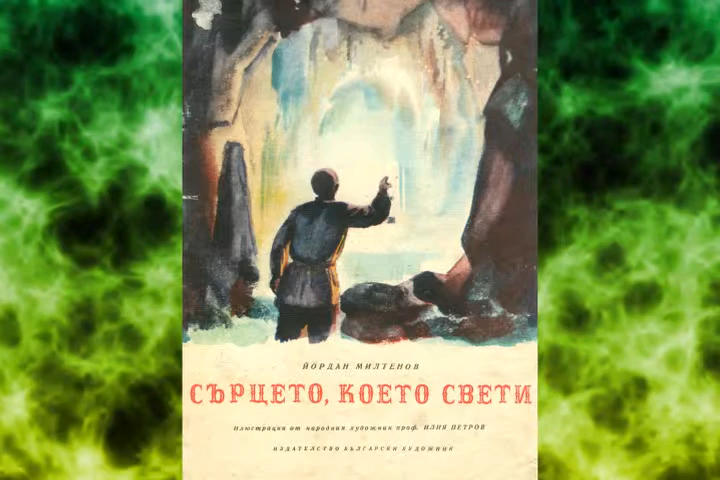 ЙОРДАН МИЛТЕНОВ
СЪРЦЕТО, КОЕТО СВЕТИ
Илюстрации от народния художник проф. ИЛИЯ ПЕТРОВ
ИЗДАТЕЛСТВО БЪЛГАРСКИ ХУДОЖНИК